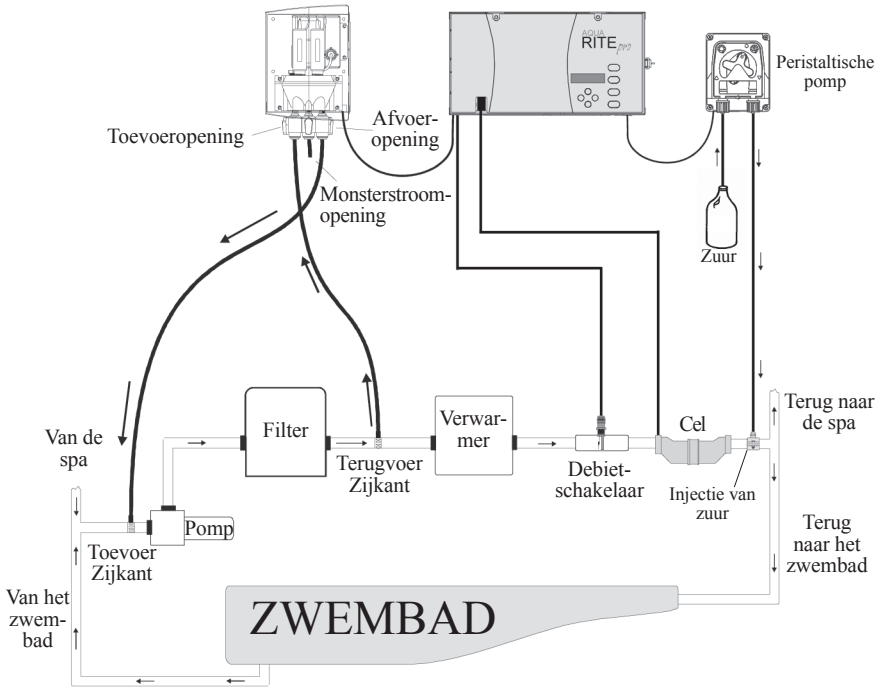 AQUA
RITE pro
Peristaltische
pomp
Toevoeropening
Afvoer-
opening
Monsterstroom-
opening
Zuur
Van de
spa
Filter
Terugvoer
Zijkant
Verwar-
mer
Debiet-
schakelaar
Cel
Injectie van
zuur
Terug naar
de spa
Pomp
Toevoer
Zijkant
Terug
naar het
zwembad
Van het
zwem-
bad
ZWEMBAD